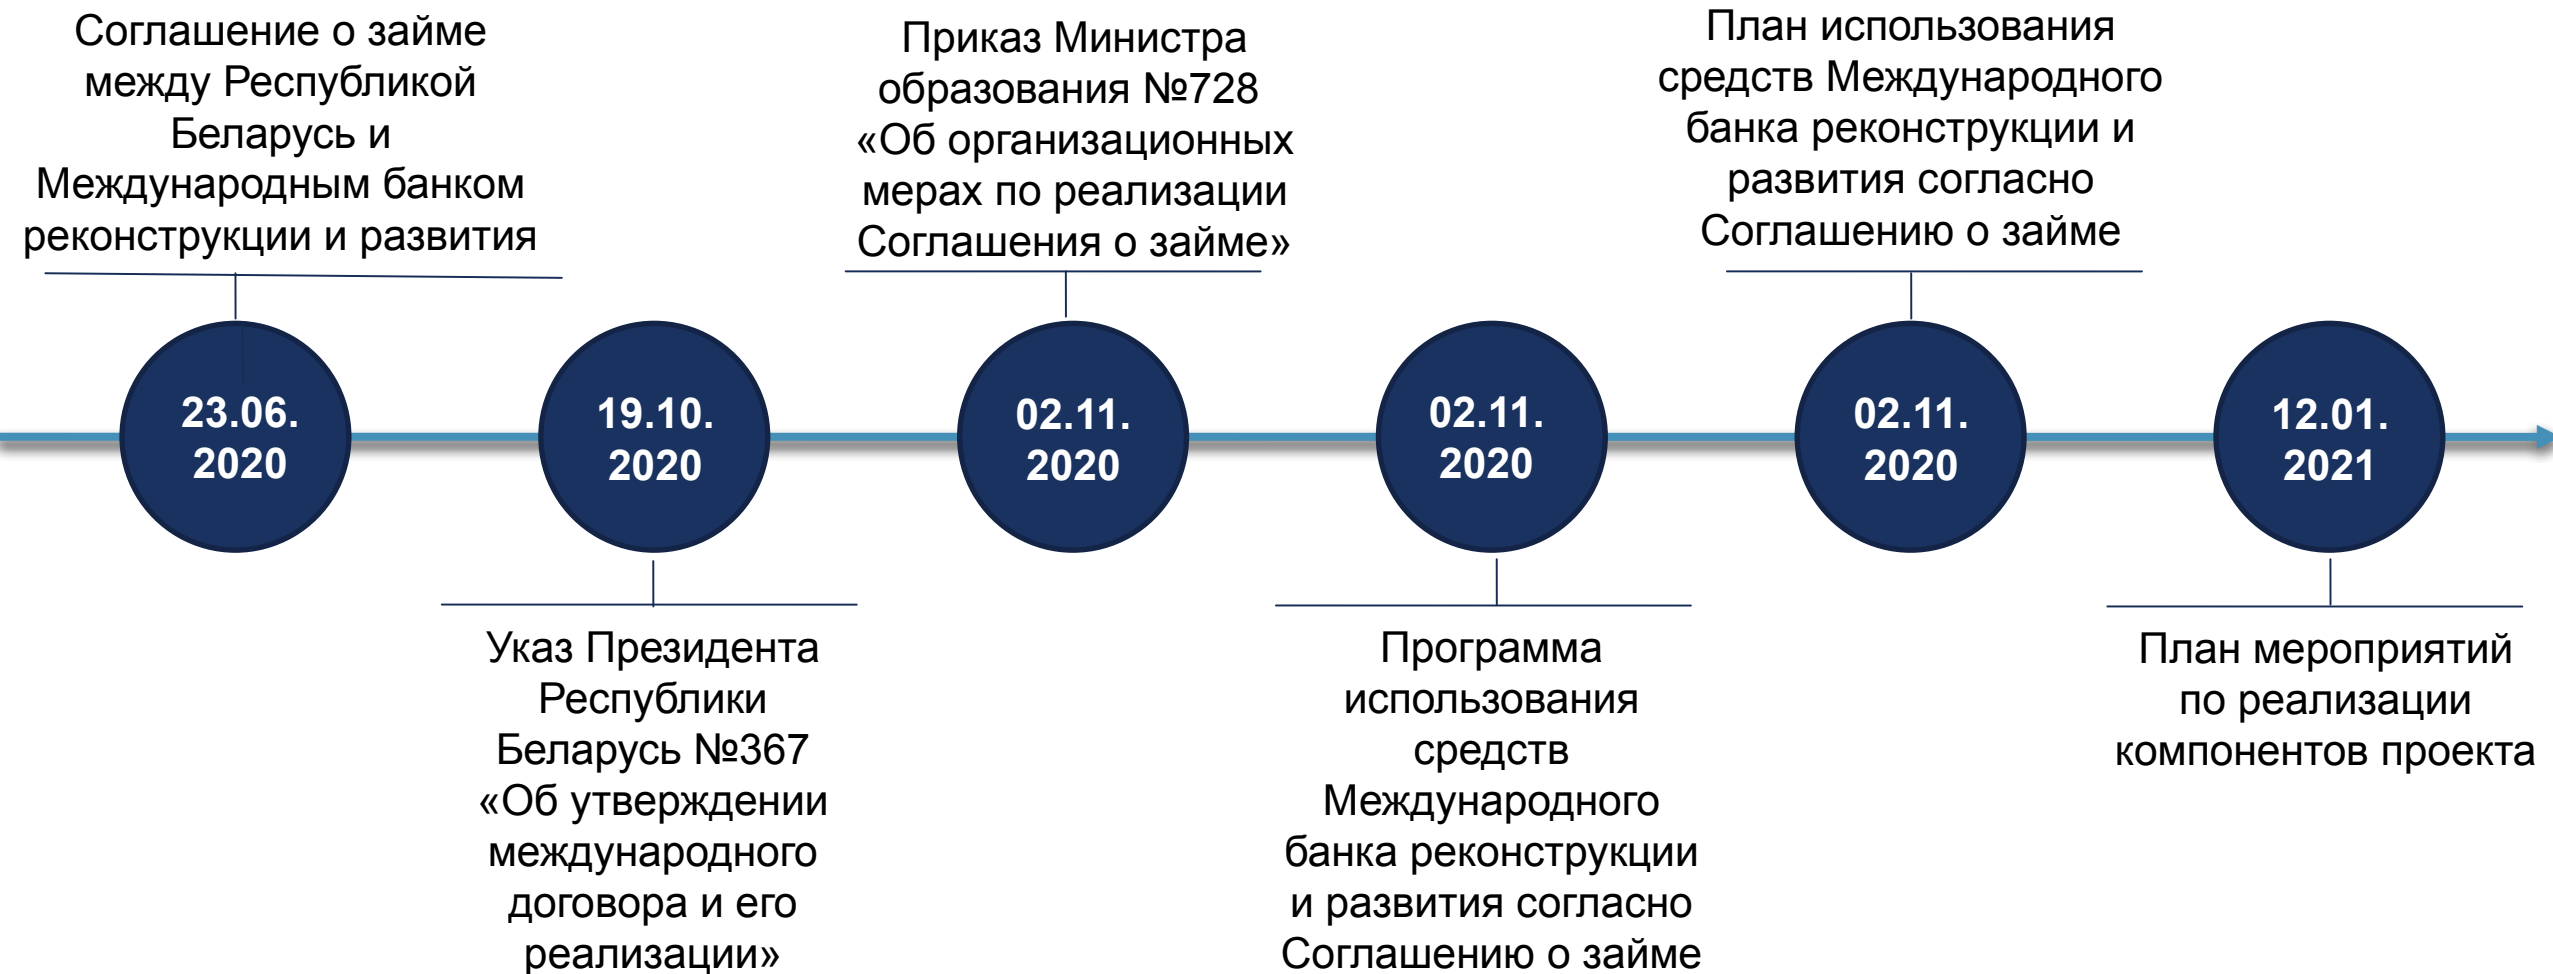 Соглашение о займе
между Республикой
Беларусь и
Международным банком
реконструкции и развития
Приказ Министра
образования №728
«Об организационных
мерах по реализации
Соглашения о займе»
План использования
средств Международного
банка реконструкции и
развития согласно
Соглашению о займе
23.06.
2020
19.10.
2020
02.11.
2020
02.11.
2020
02.11.
2020
12.01.
2021
Указ Президента
Республики
Беларусь №367
«Об утверждении
международного
договора и его
реализации»
Программа
использования
средств
Международного
банка реконструкции
и развития согласно
Соглашению о займе
План мероприятий
по реализации
компонентов проекта